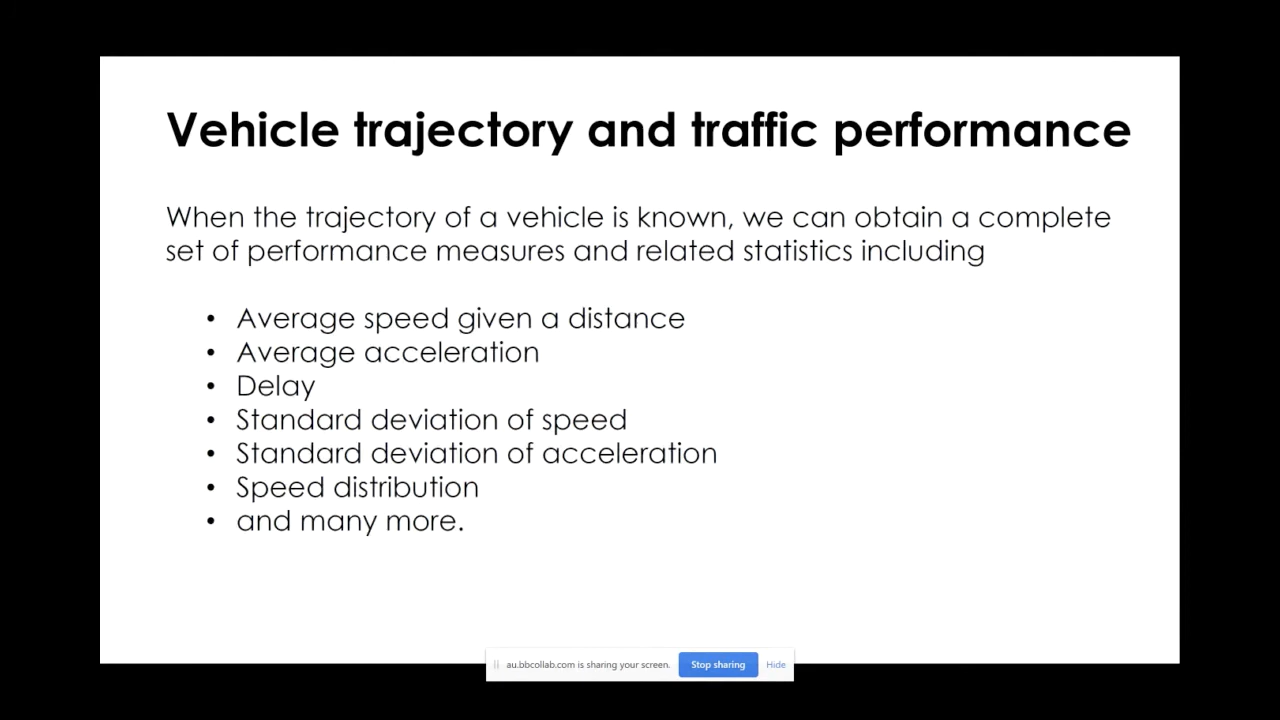 Vehicle trajectory and traffic performance
When the trajectory of a vehicle is known, we can obtain a complete
set of performance measures and related statistics including
• Average speed given a distance
• Average acceleration
• Delay
• Standard deviation of speed
• Standard deviation of acceleration
• Speed distribution
• and many more.
au.bbcollab.com is sharing your screen. Stop sharing Hide